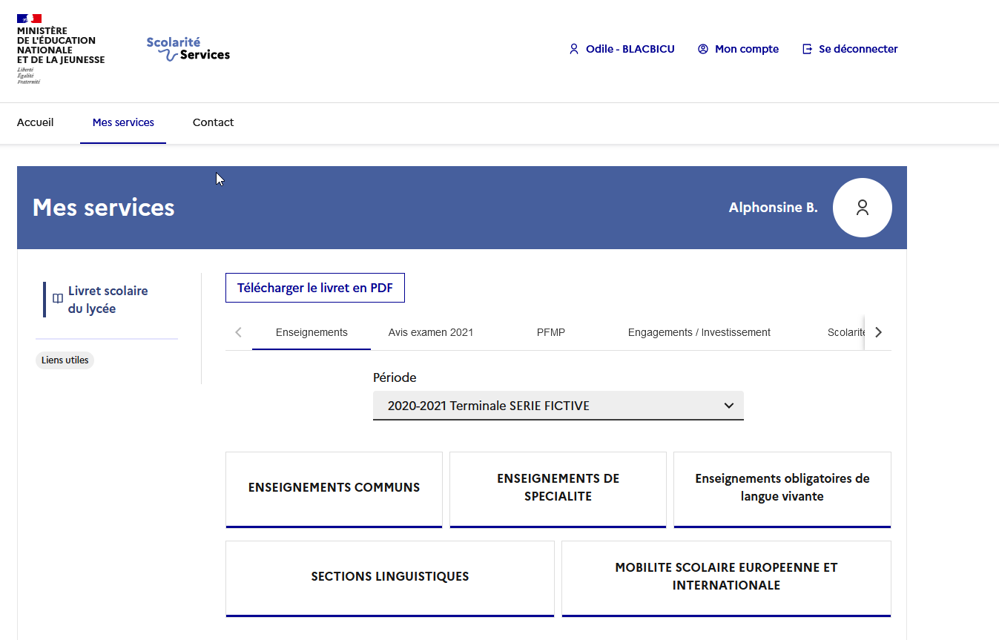 MINISTÈRE
DE L'ÉDUCATION
NATIONALE
ET DE LA JEUNESSE
Liberté
Égalité
Fraternité
Scolarité
Services
Odile - BLACBICU
Mon compte
Se déconnecter
Accueil
Mes services
Contact
Mes services
Alphonsine B.
Livret scolaire
du lycée
Liens utiles
Télécharger le livret en PDF
Enseignements
Avis examen 2021
PFMP
Engagements / Investissement
Scolarité
Période
2020-2021 Terminale SERIE FICTIVE
ENSEIGNEMENTS COMMUNS
ENSEIGNEMENTS DE
SPECIALITE
Enseignements obligatoires de
langue vivante
SECTIONS LINGUISTIQUES
MOBILITE SCOLAIRE EUROPEENNE ET
INTERNATIONALE